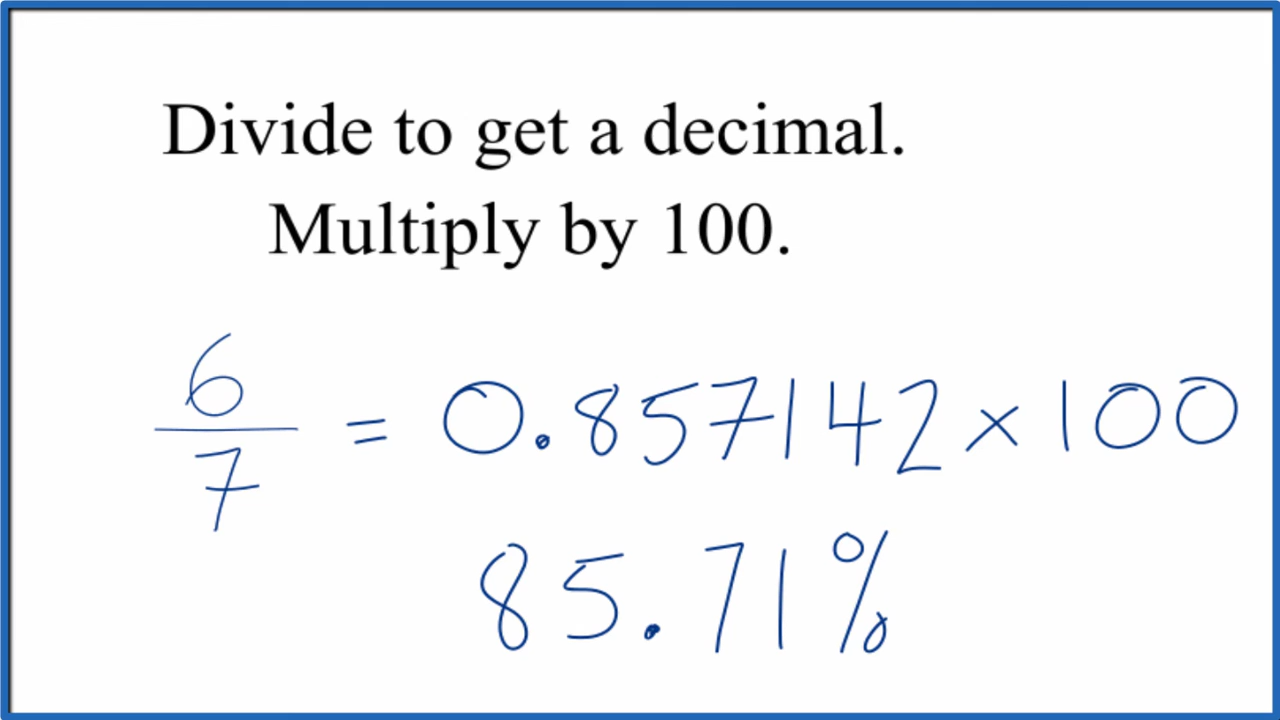 Divide to get a decimal.
Multiply by 100.
6/7 = 0.857142 × 100
85.71%